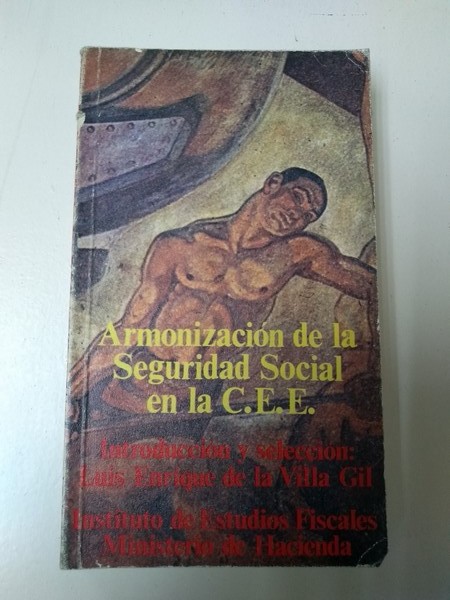 Armonización de la
Seguridad Social
en la C.E.E.
Introducción y selección:
Luis Enrique de la Villa Gil
Instituto de Estudios Fiscales
Ministerio de Hacienda